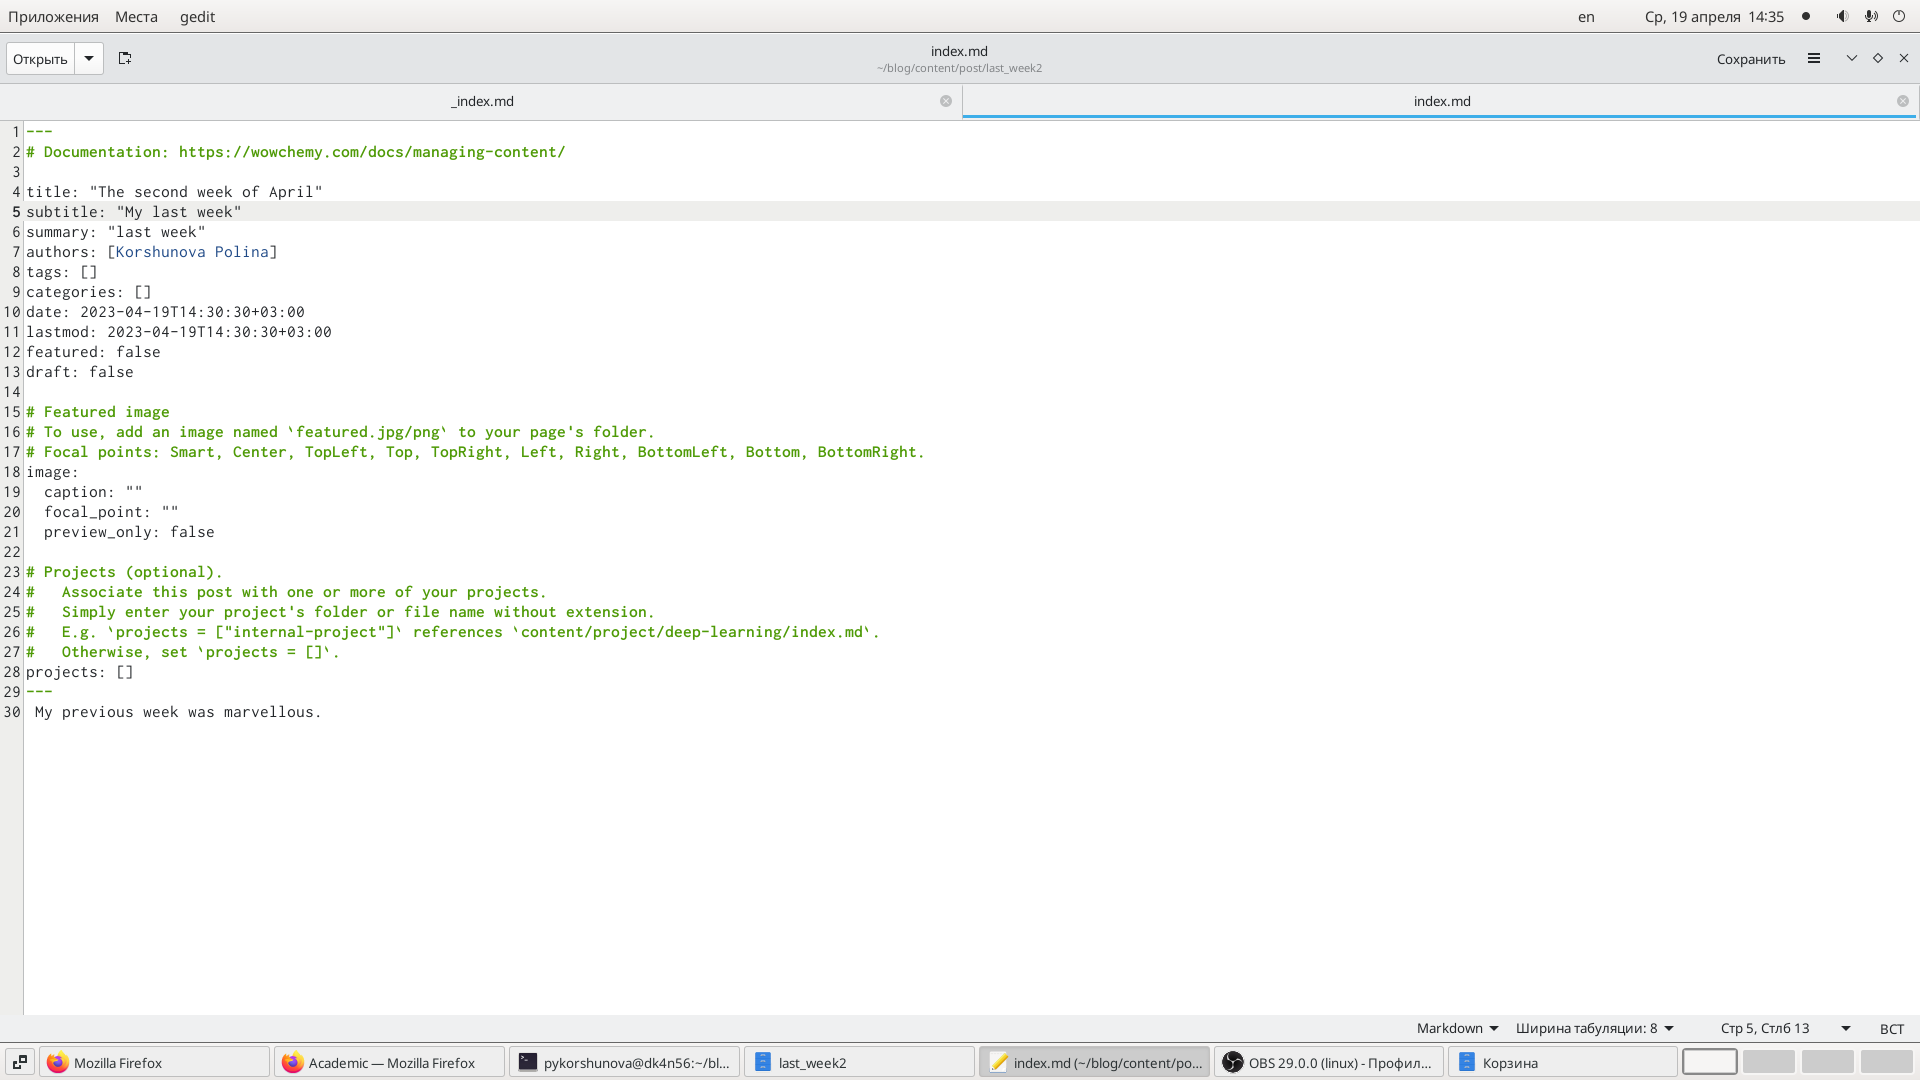 Приложения Места gedit en Ср, 19 апреля 14:35
Открыть index.md Сохранить
~/blog/content/post/last_week2
_index.md index.md
1 ---
2 # Documentation: https://wowchemy.com/docs/managing-content/
3
4 title: "The second week of April"
5 subtitle: "My last week"
6 summary: "last week"
7 authors: [Korshunova Polina]
8 tags: []
9 categories: []
10 date: 2023-04-19T14:30:30+03:00
11 lastmod: 2023-04-19T14:30:30+03:00
12 featured: false
13 draft: false
14
15 # Featured image
16 # To use, add an image named `featured.jpg/png` to your page's folder.
17 # Focal points: Smart, Center, TopLeft, Top, TopRight, Left, Right, BottomLeft, Bottom, BottomRight.
18 image:
19   caption: ""
20   focal_point: ""
21   preview_only: false
22
23 # Projects (optional).
24 #   Associate this post with one or more of your projects.
25 #   Simply enter your project's folder or file name without extension.
26 #   E.g. `projects = ["internal-project"]` references `content/project/deep-learning/index.md`.
27 #   Otherwise, set `projects = []`.
28 projects: []
29 ---
30  My previous week was marvellous.
Markdown Ширина табуляции: 8 Стр 5, Стлб 13 ВСТ
Mozilla Firefox Academic — Mozilla Firefox pykorshunova@dk4n56:~/bl... last_week2 index.md (~/blog/content/po... OBS 29.0.0 (linux) - Профил... Корзина